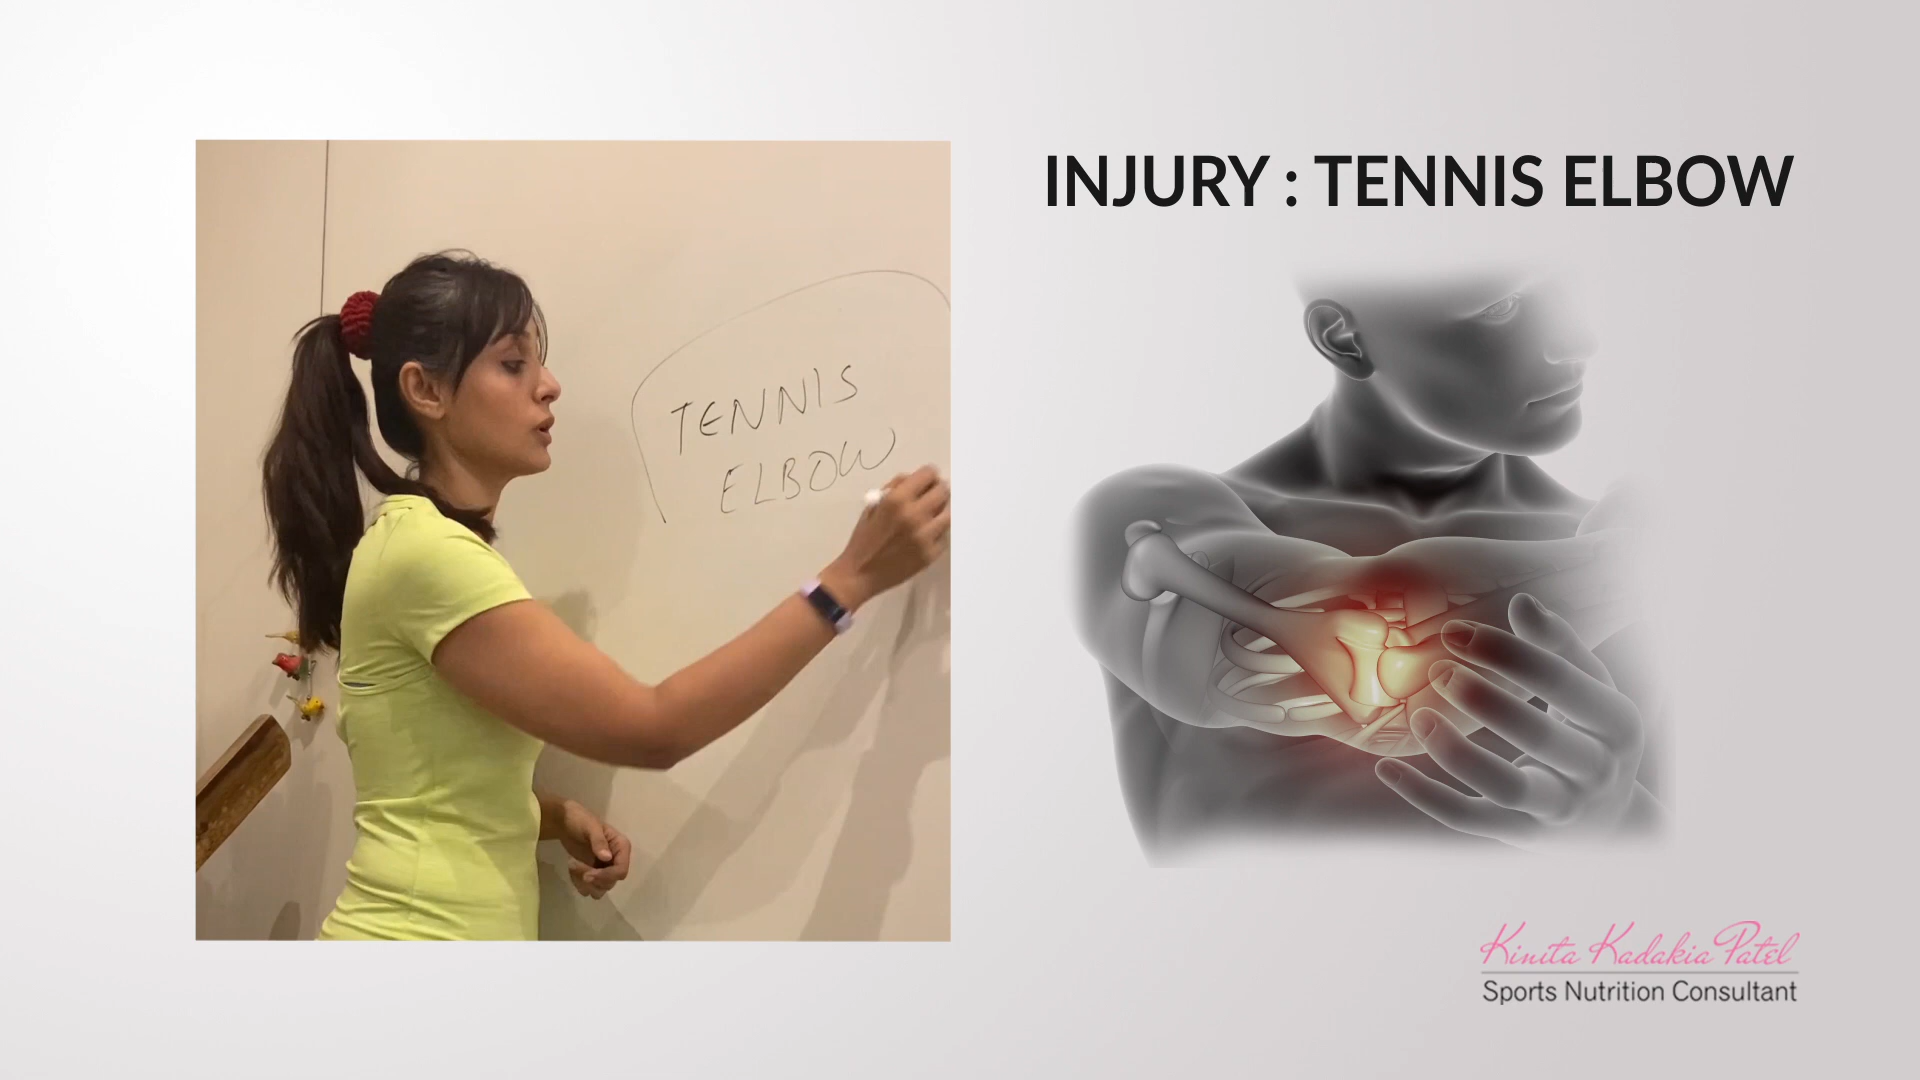 INJURY : TENNIS ELBOW
TENNIS
ELBOW
Kinita Kadakia Patel
Sports Nutrition Consultant